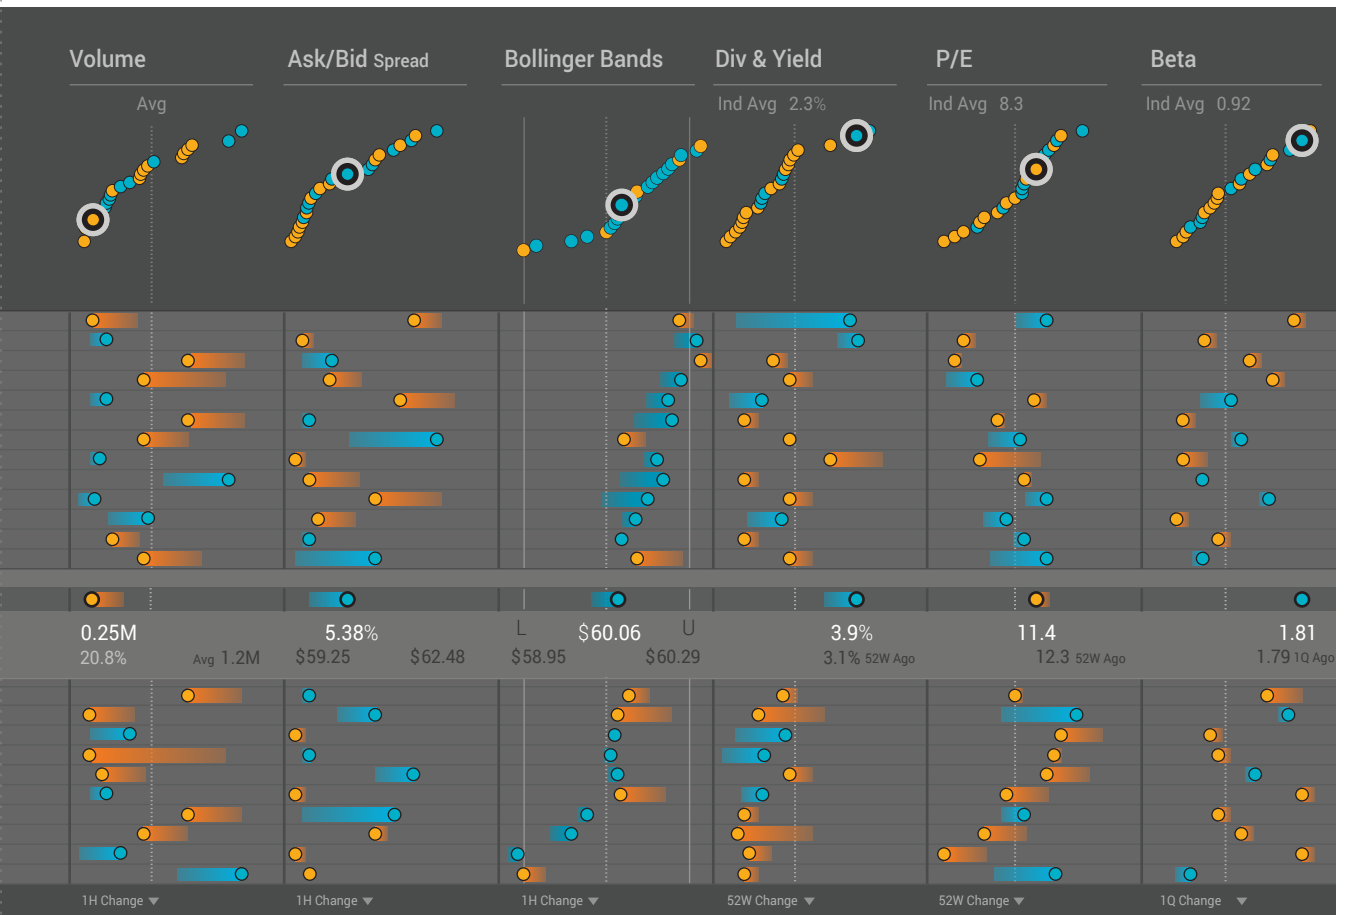 Volume Ask/Bid Spread Bollinger Bands Div & Yield P/E Beta
Avg Ind Avg 2.3% Ind Avg 8.3 Ind Avg 0.92
0.25M 5.38% L $60.06 U 3.9% 11.4 1.81
20.8% Avg 1.2M $59.25 $62.48 $58.95 $60.29 3.1% 52W Ago 12.3 52W Ago 1.79 1Q Ago
1H Change 1H Change 1H Change 52W Change 52W Change 1Q Change